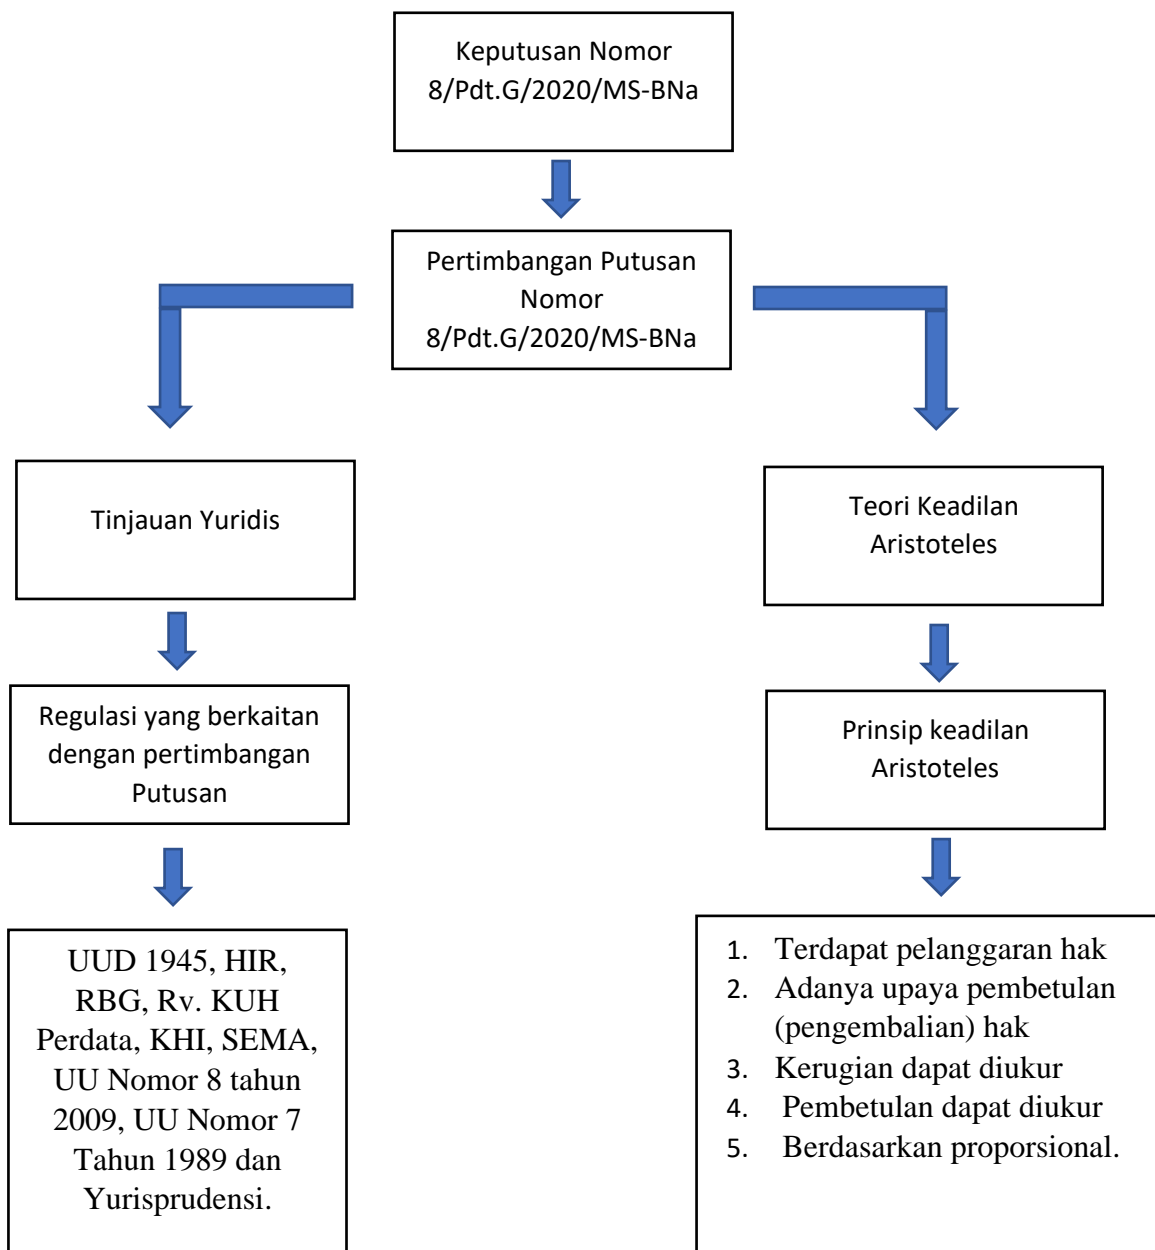 Keputusan Nomor
8/Pdt.G/2020/MS-BNa
Pertimbangan Putusan
Nomor
8/Pdt.G/2020/MS-BNa
Tinjauan Yuridis
Teori Keadilan
Aristoteles
Regulasi yang berkaitan
dengan pertimbangan
Putusan
Prinsip keadilan
Aristoteles
UUD 1945, HIR,
RBG, Rv. KUH
Perdata, KHI, SEMA,
UU Nomor 8 tahun
2009, UU Nomor 7
Tahun 1989 dan
Yurisprudensi.
1. Terdapat pelanggaran hak
2. Adanya upaya pembetulan
(pengembalian) hak
3. Kerugian dapat diukur
4. Pembetulan dapat diukur
5. Berdasarkan proporsional.